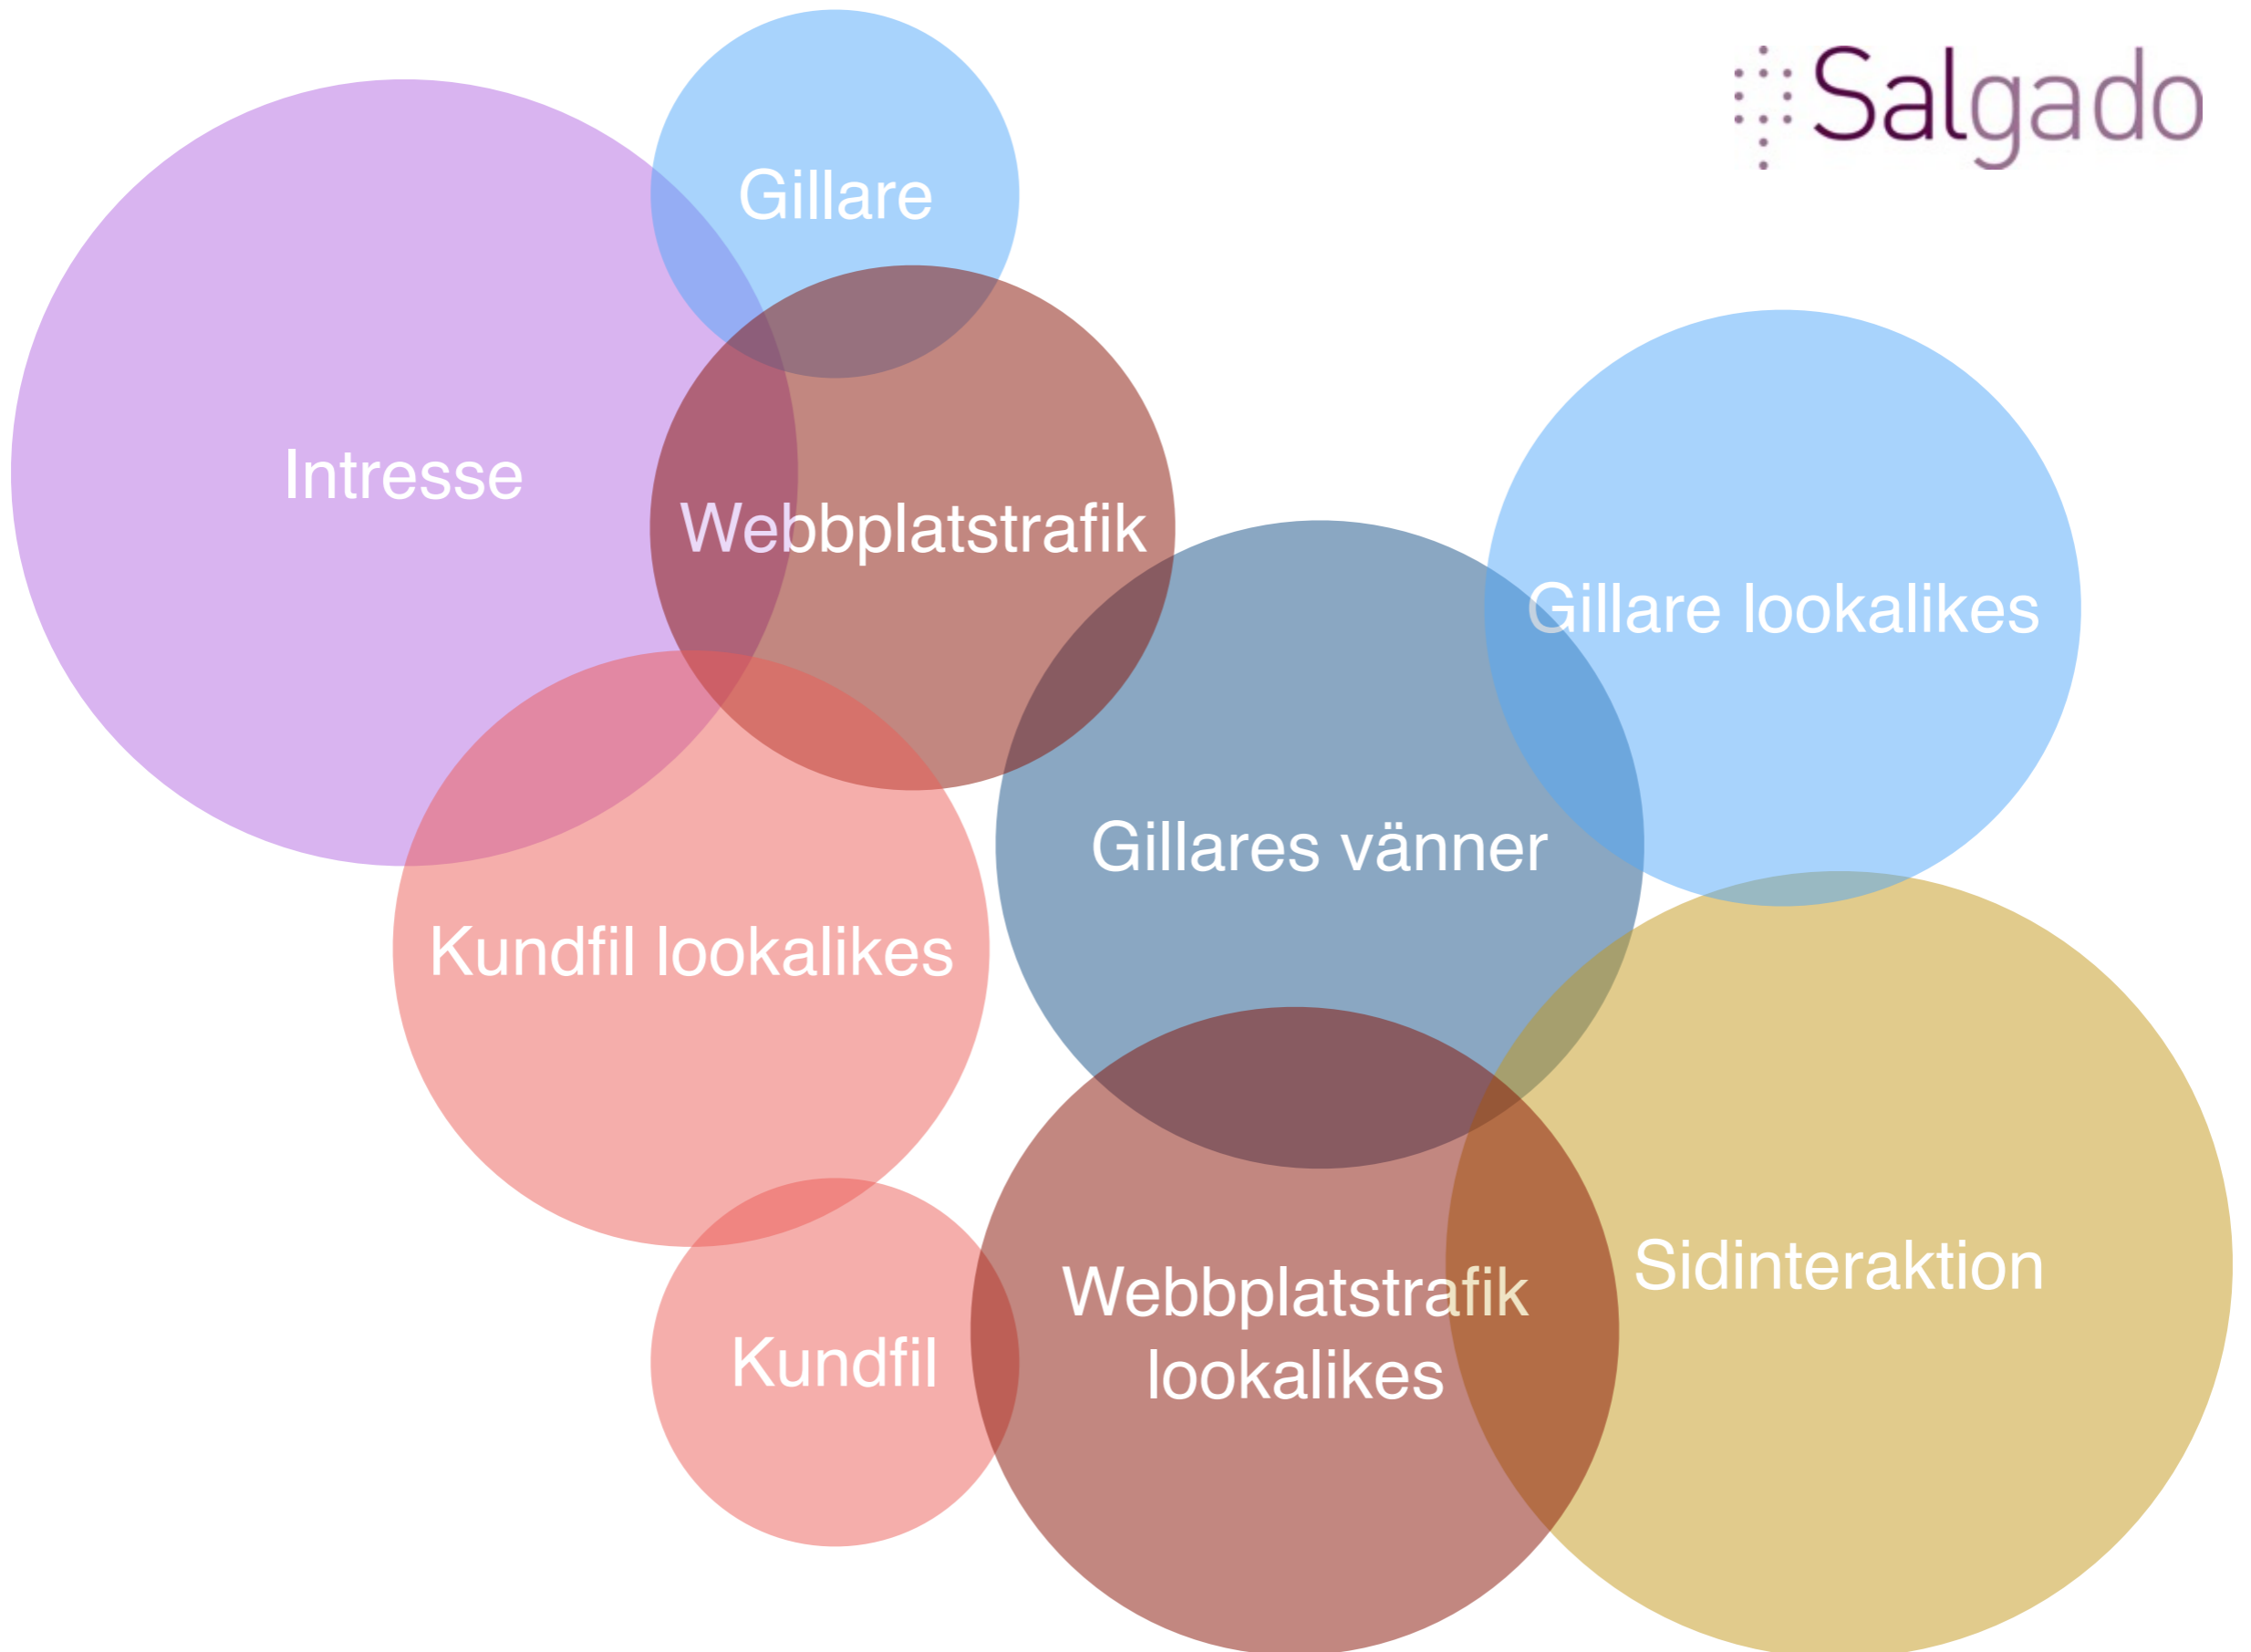 Salgado
Gillare
Intresse
Webbplatstrafik
Gillare lookalikes
Gillares vänner
Kundfil lookalikes
Sidinteraktion
Webbplatstrafik
lookalikes
Kundfil